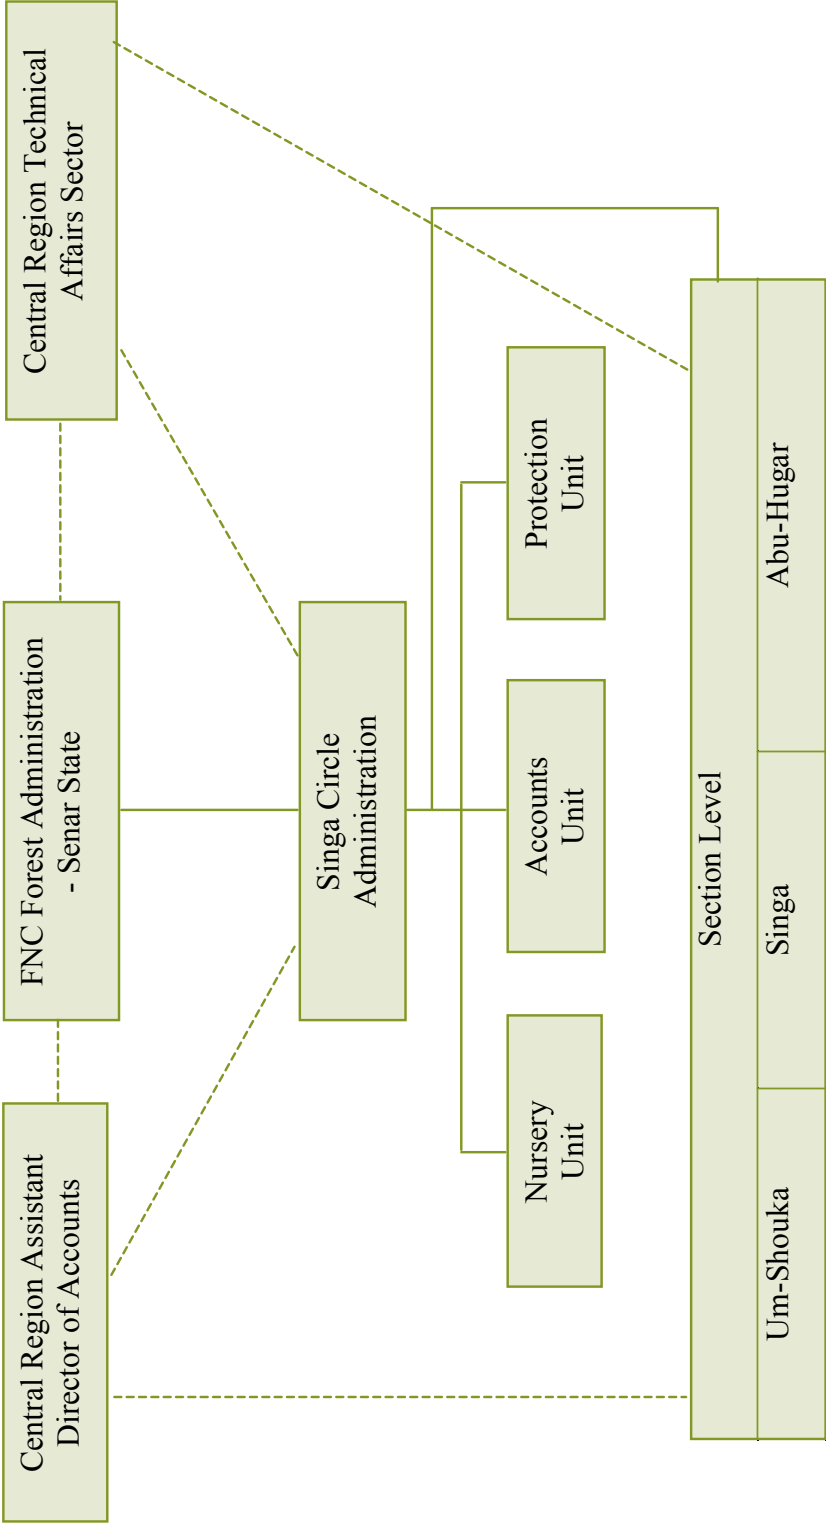 Central Region Assistant
Director of Accounts
FNC Forest Administration
- Senar State
Central Region Technical
Affairs Sector
Singa Circle
Administration
Nursery
Unit
Accounts
Unit
Protection
Unit
Section Level
Um-Shouka
Singa
Abu-Hugar